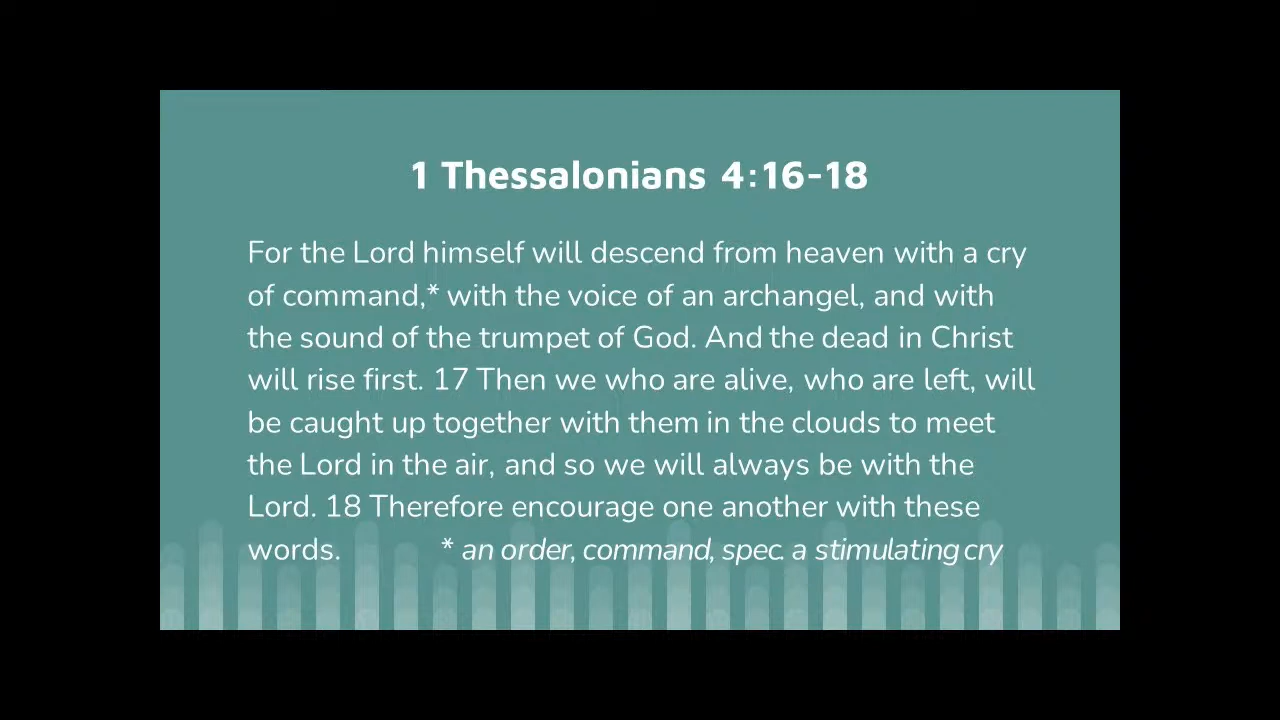 1 Thessalonians 4:16-18
For the Lord himself will descend from heaven with a cry
of command,* with the voice of an archangel, and with
the sound of the trumpet of God. And the dead in Christ
will rise first. 17 Then we who are alive, who are left, will
be caught up together with them in the clouds to meet
the Lord in the air, and so we will always be with the
Lord. 18 Therefore encourage one another with these
words. * an order, command, spec. a stimulating cry